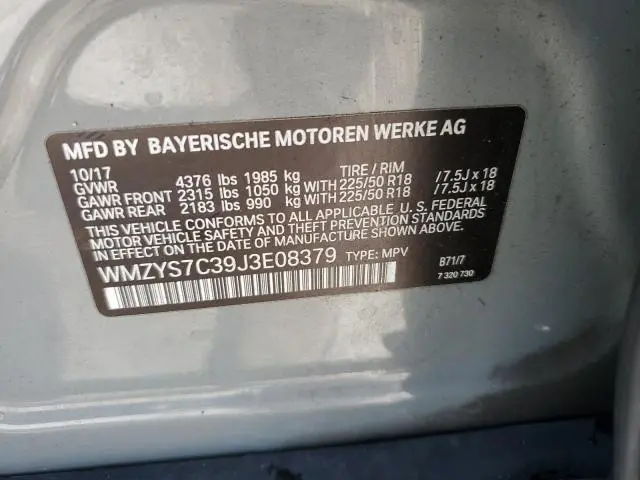 MFD BY BAYERISCHE MOTOREN WERKE AG
10/17 TIRE / RIM
GVWR 4376 lbs 1985 kg
GAWR FRONT 2315 lbs 1050 kg WITH 225/50 R18 /7.5J x 18
GAWR REAR 2183 lbs 990 kg WITH 225/50 R18 /7.5J x 18
THIS VEHICLE CONFORMS TO ALL APPLICABLE U. S. FEDERAL
MOTOR VEHICLE SAFETY AND THEFT PREVENTION STANDARDS
IN EFFECT ON THE DATE OF MANUFACTURE SHOWN ABOVE.
WMZYS7C39J3E08379 TYPE: MPV
B71/7
7 320 730